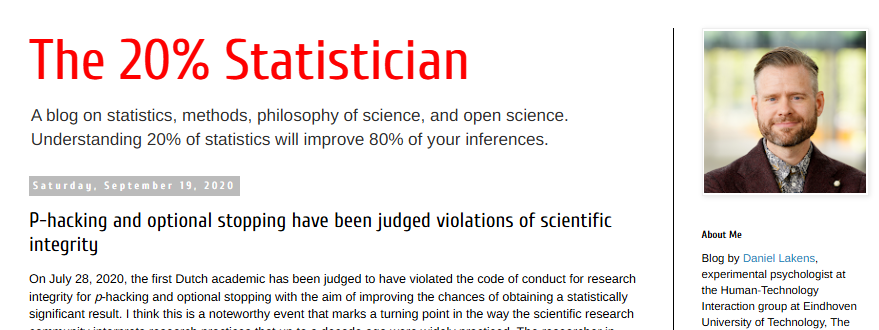 The 20% Statistician
A blog on statistics, methods, philosophy of science, and open science.
Understanding 20% of statistics will improve 80% of your inferences.
Saturday, September 19, 2020
P-hacking and optional stopping have been judged violations of scientific
integrity
On July 28, 2020, the first Dutch academic has been judged to have violated the code of conduct for research
integrity for p-hacking and optional stopping with the aim of improving the chances of obtaining a statistically
significant result. I think this is a noteworthy event that marks a turning point in the way the scientific research
community interprets research practices that up to a decade ago were widely practiced. The researcher in
About Me
Blog by Daniel Lakens,
experimental psychologist at
the Human-Technology
Interaction group at Eindhoven
University of Technology, The